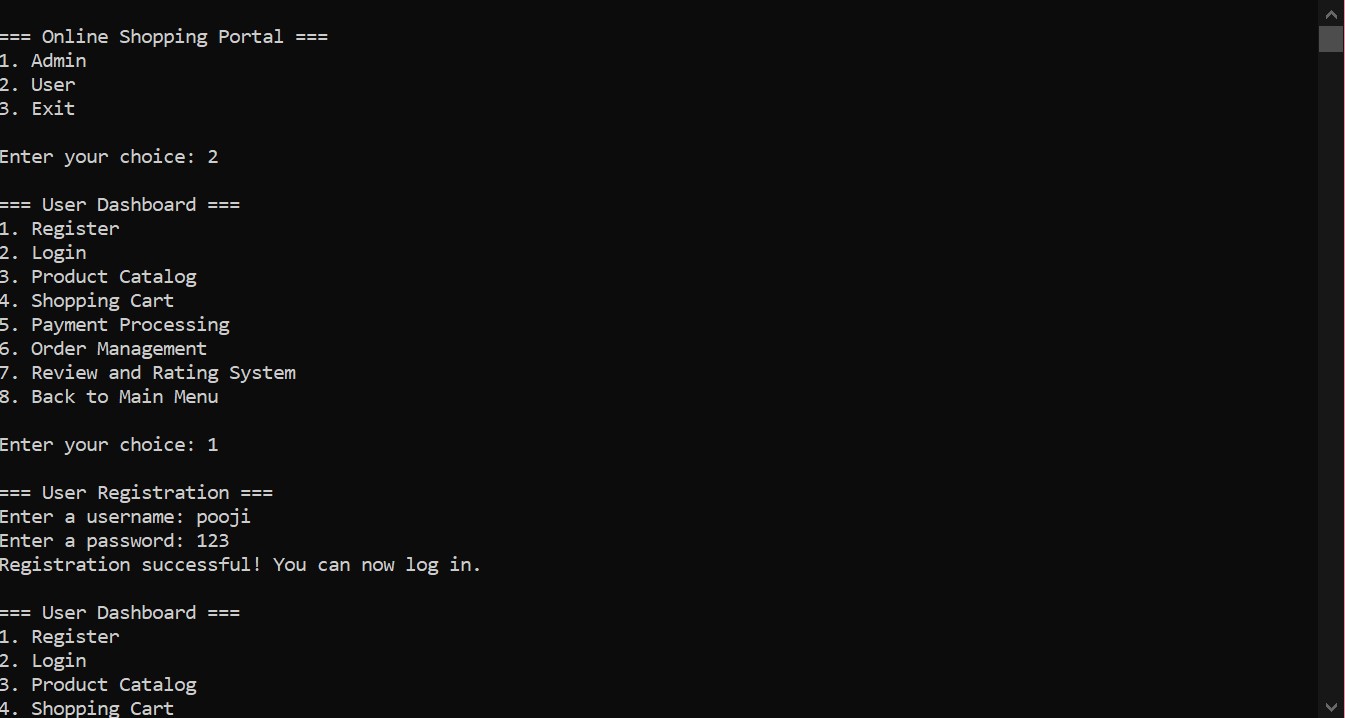 === Online Shopping Portal ===
1. Admin
2. User
3. Exit
Enter your choice: 2
=== User Dashboard ===
1. Register
2. Login
3. Product Catalog
4. Shopping Cart
5. Payment Processing
6. Order Management
7. Review and Rating System
8. Back to Main Menu
Enter your choice: 1
=== User Registration ===
Enter a username: pooji
Enter a password: 123
Registration successful! You can now log in.
=== User Dashboard ===
1. Register
2. Login
3. Product Catalog
4. Shopping Cart